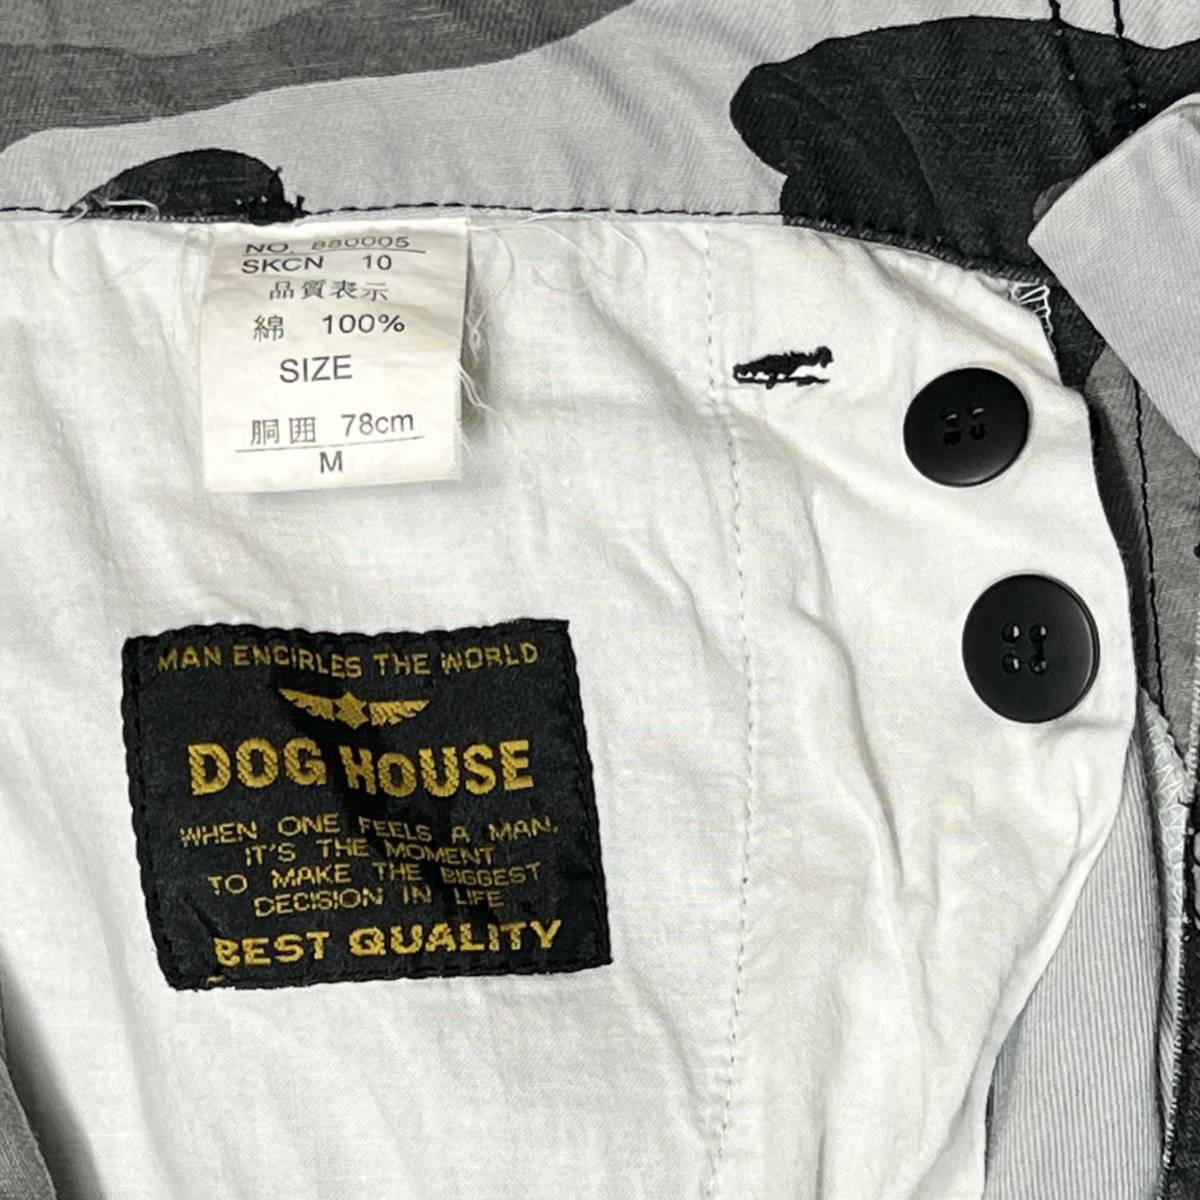 NO. 880005
SKCN 10
品質表示
綿 100%
SIZE
胴囲 78cm
M
MAN ENCIRLES THE WORLD
DOG HOUSE
WHEN ONE FEELS A MAN,
IT'S THE MOMENT
TO MAKE THE BIGGEST
DECISION IN LIFE
BEST QUALITY